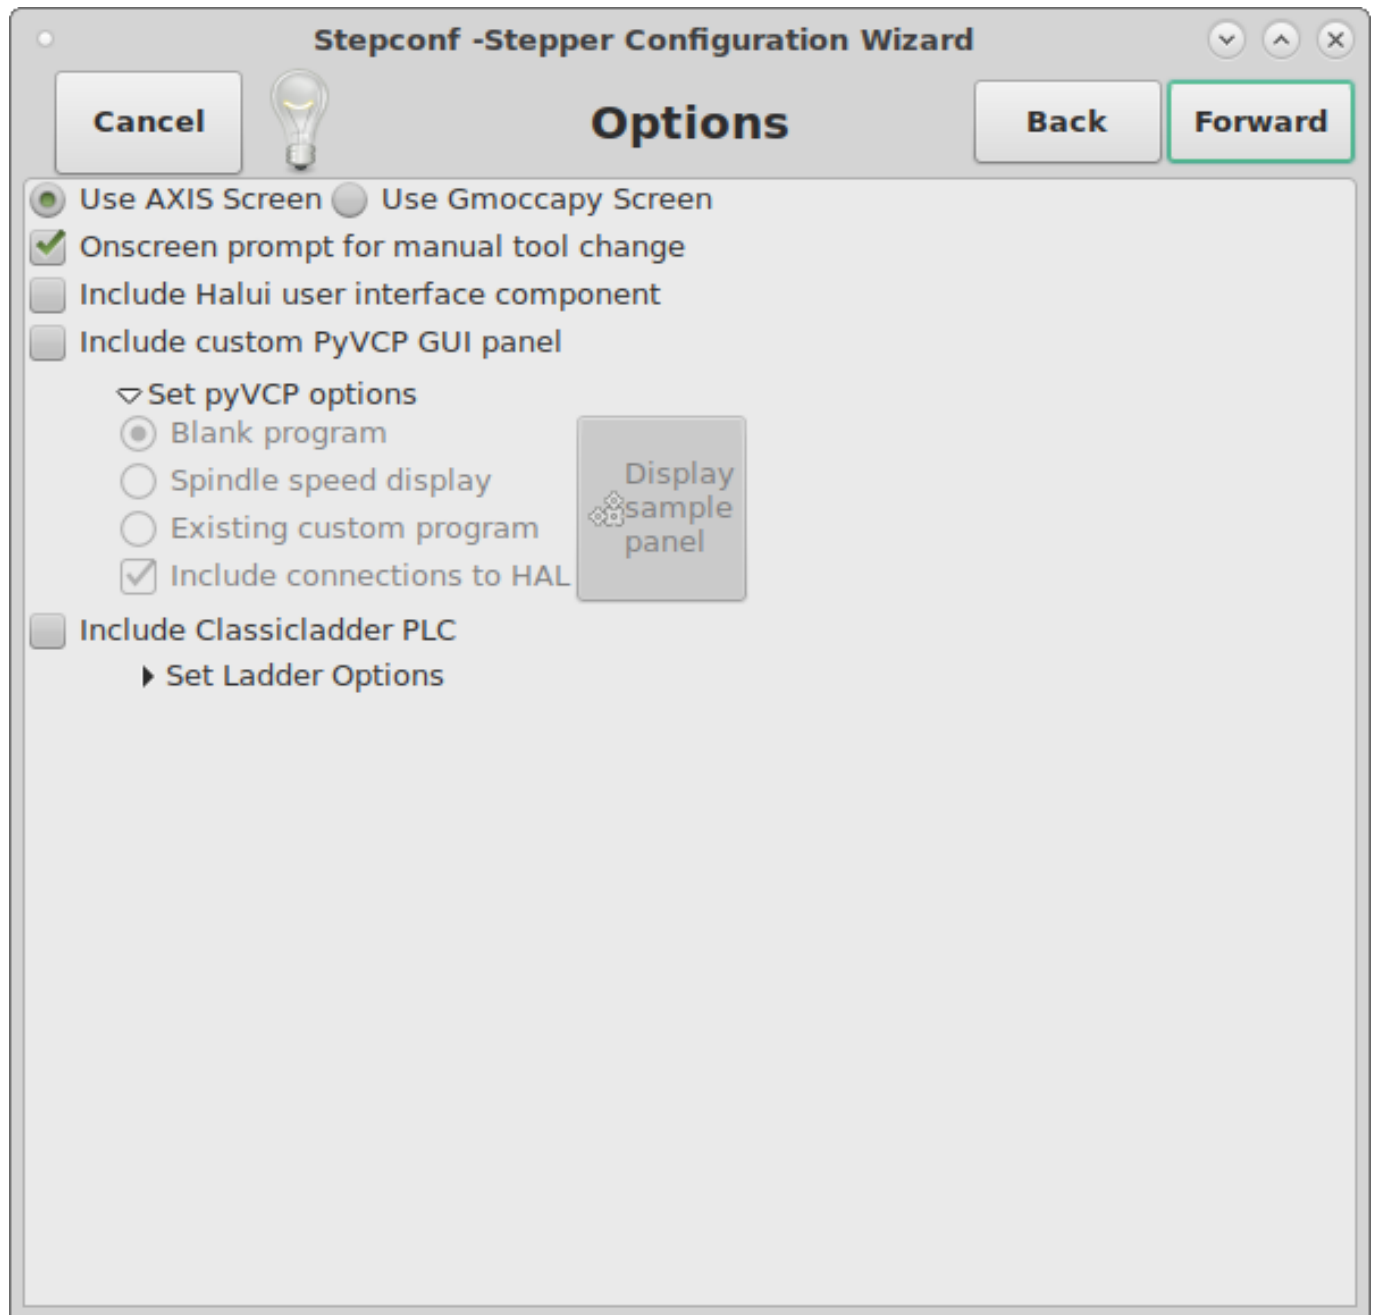 Stepconf -Stepper Configuration Wizard
Cancel
Options
Back
Forward
Use AXIS Screen
Use Gmoccapy Screen
Onscreen prompt for manual tool change
Include Halui user interface component
Include custom PyVCP GUI panel
Set pyVCP options
Blank program
Spindle speed display
Existing custom program
Include connections to HAL
Display
sample
panel
Include Classicladder PLC
Set Ladder Options